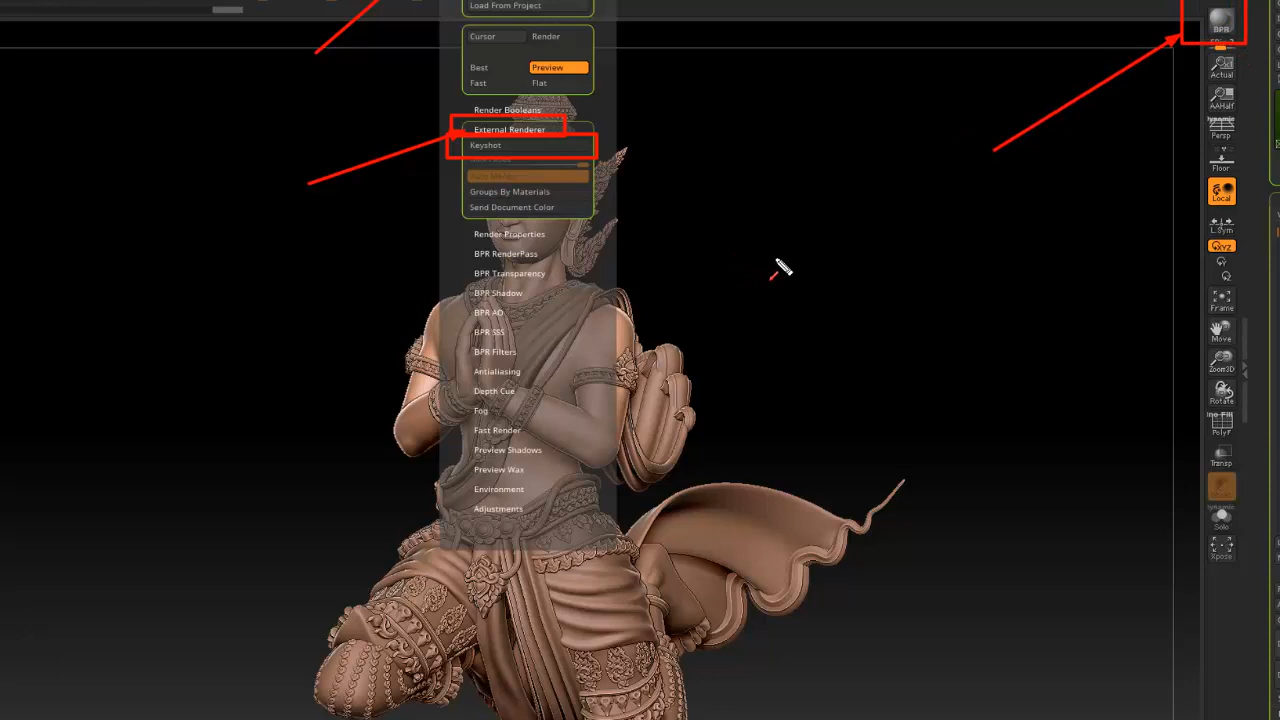 Load From Project
Cursor Render
Best Preview
Fast Flat
Render Booleans
External Renderer
Keyshot
Groups By Materials
Send Document Color
Render Properties
BPR RenderPass
BPR Transparency
BPR Shadow
BPR AO
BPR SSS
BPR Filters
Antialiasing
Depth Cue
Fog
Fast Render
Preview Shadows
Preview Wax
Environment
Adjustments
BPR
Actual
AAHalf
Persp
Floor
Local
L.Sym
XYZ
Y
Z
Frame
Move
Zoom3D
Rotate
PolyF
Transp
Solo
Xpose